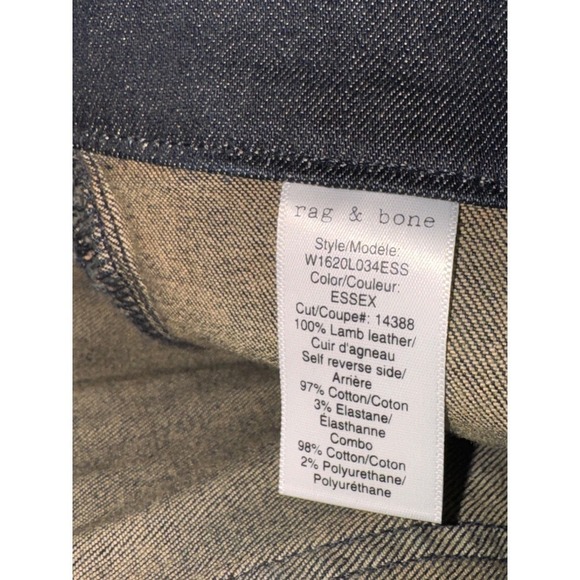 rag & bone
Style/Modèle:
W1620L034ESS
Color/Couleur:
ESSEX
Cut/Coupe#: 14388
100% Lamb leather/
Cuir d'agneau
Self reverse side/
Arrière
97% Cotton/Coton
3% Elastane/
Élasthanne
Combo
98% Cotton/Coton
2% Polyurethane/
Polyuréthane